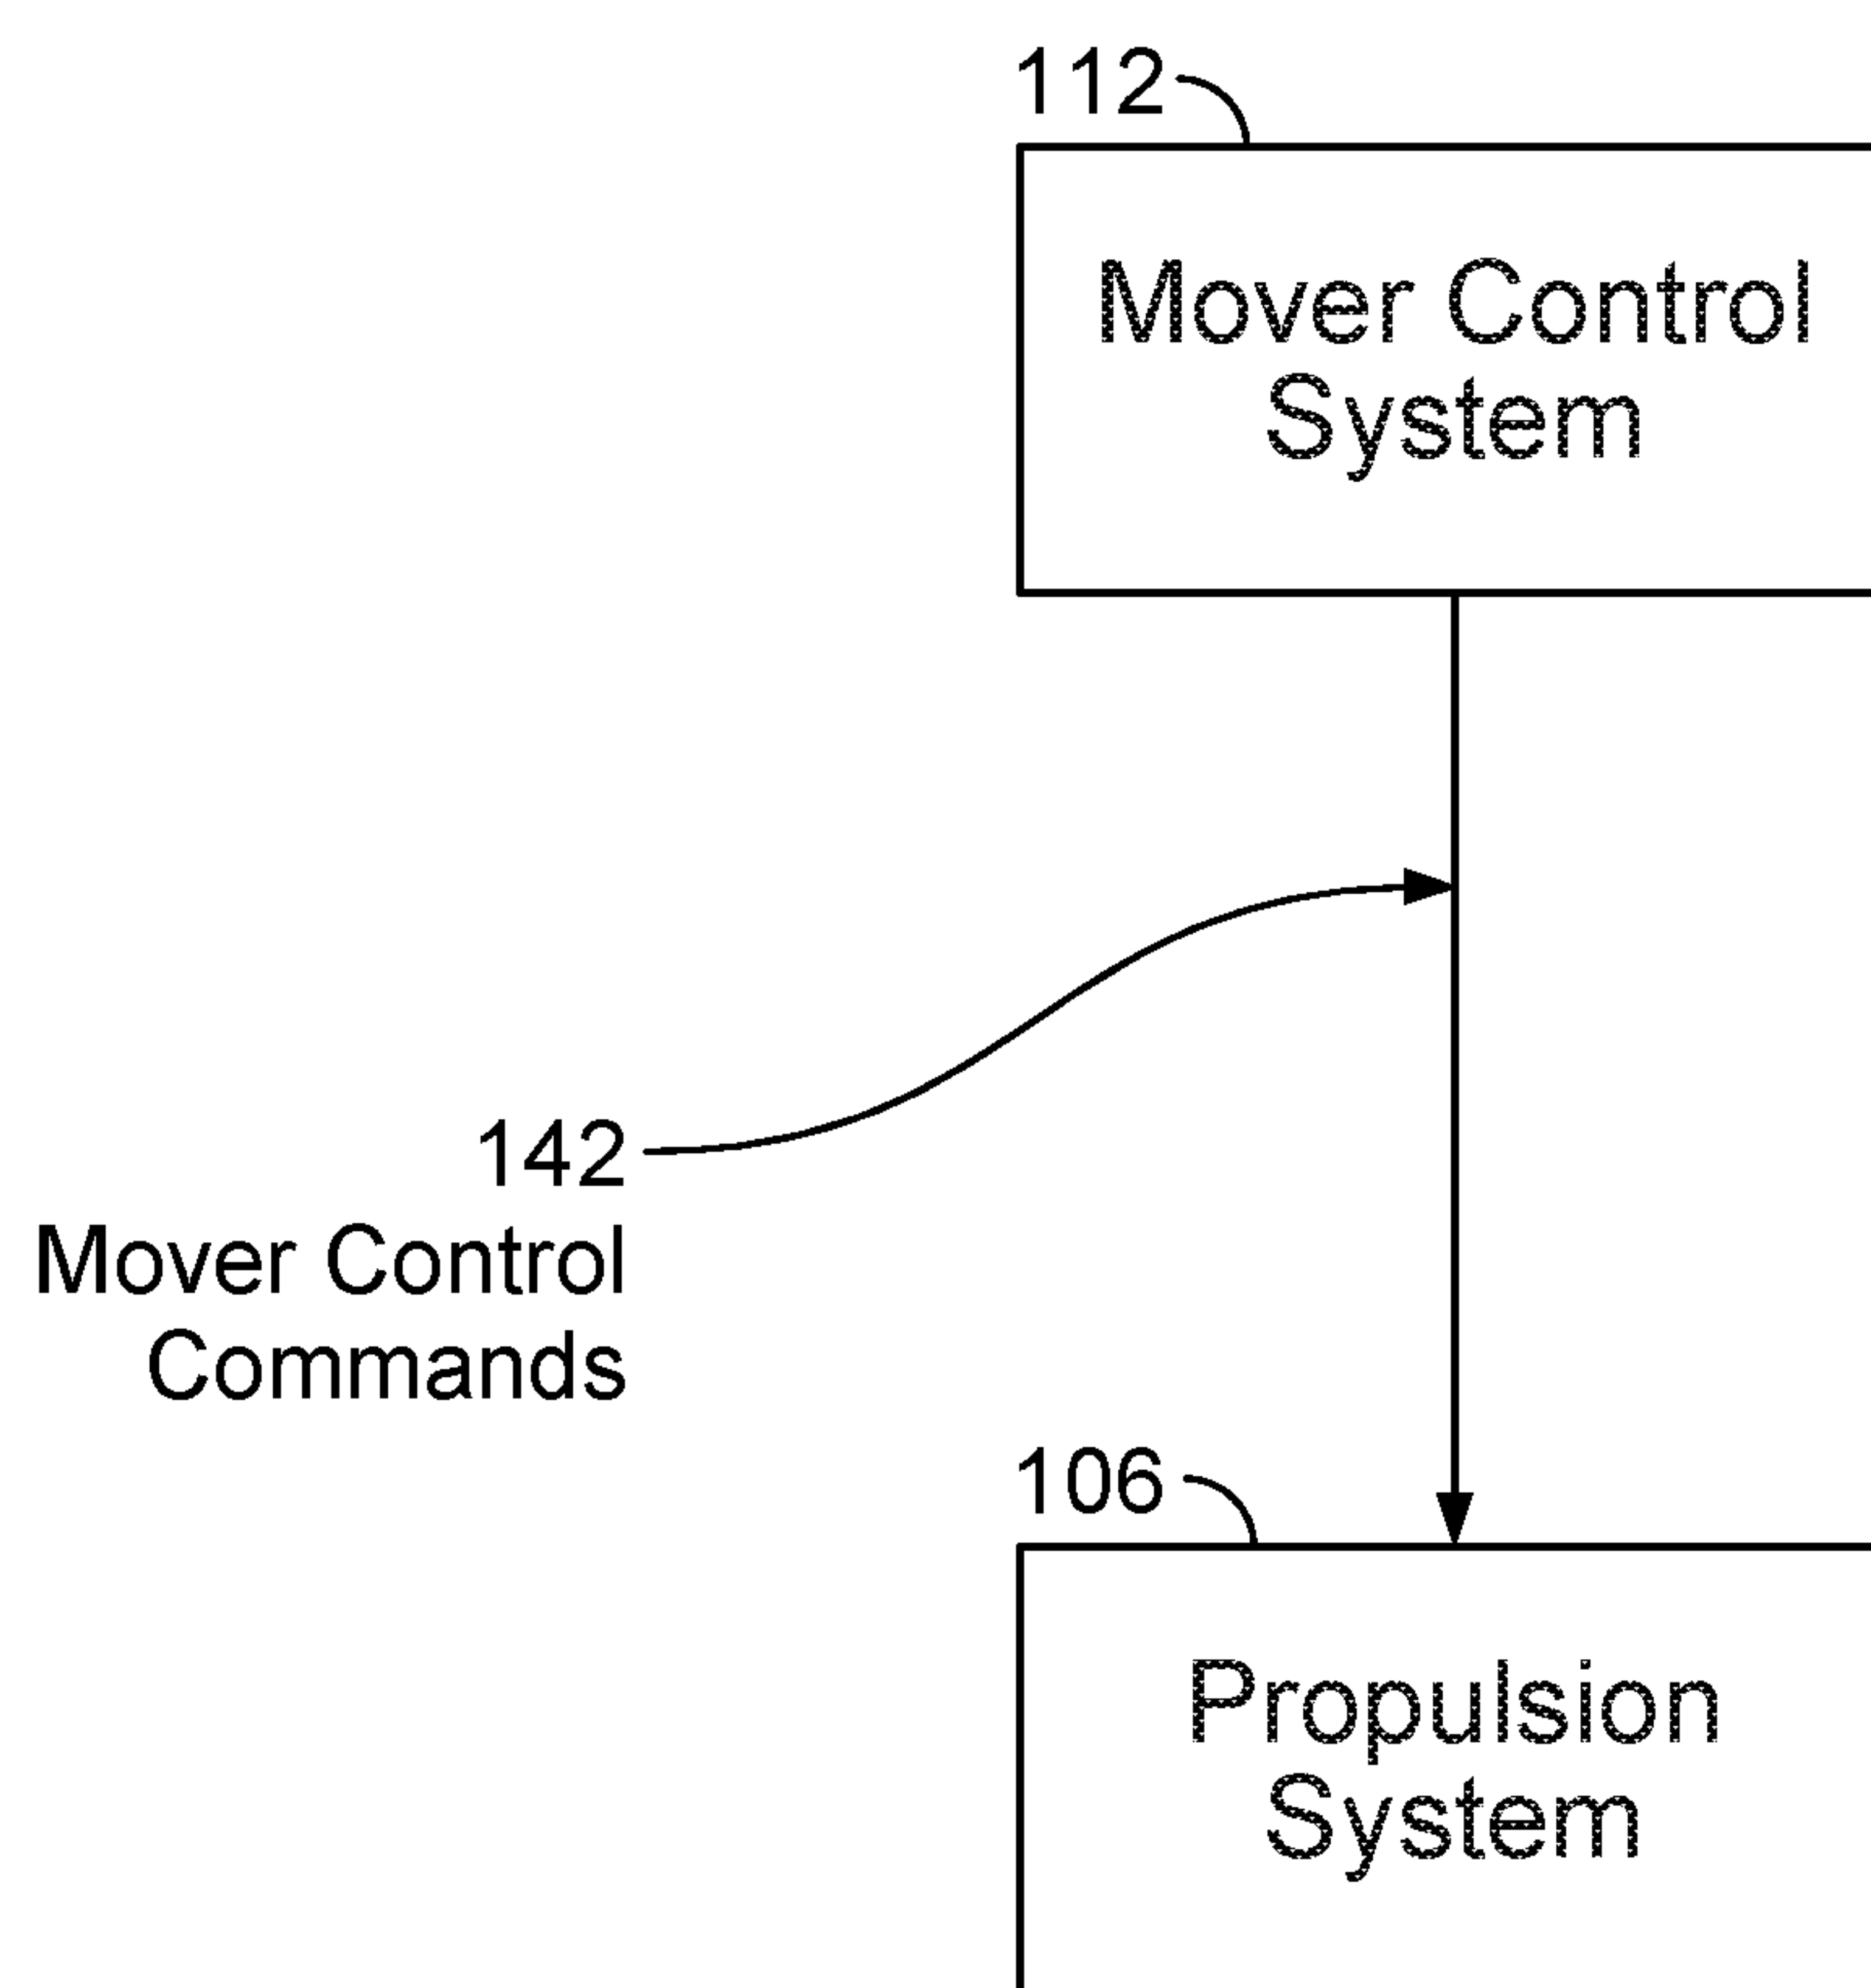 112
Mover Control
System
142
Mover Control
Commands
106
Propulsion
System